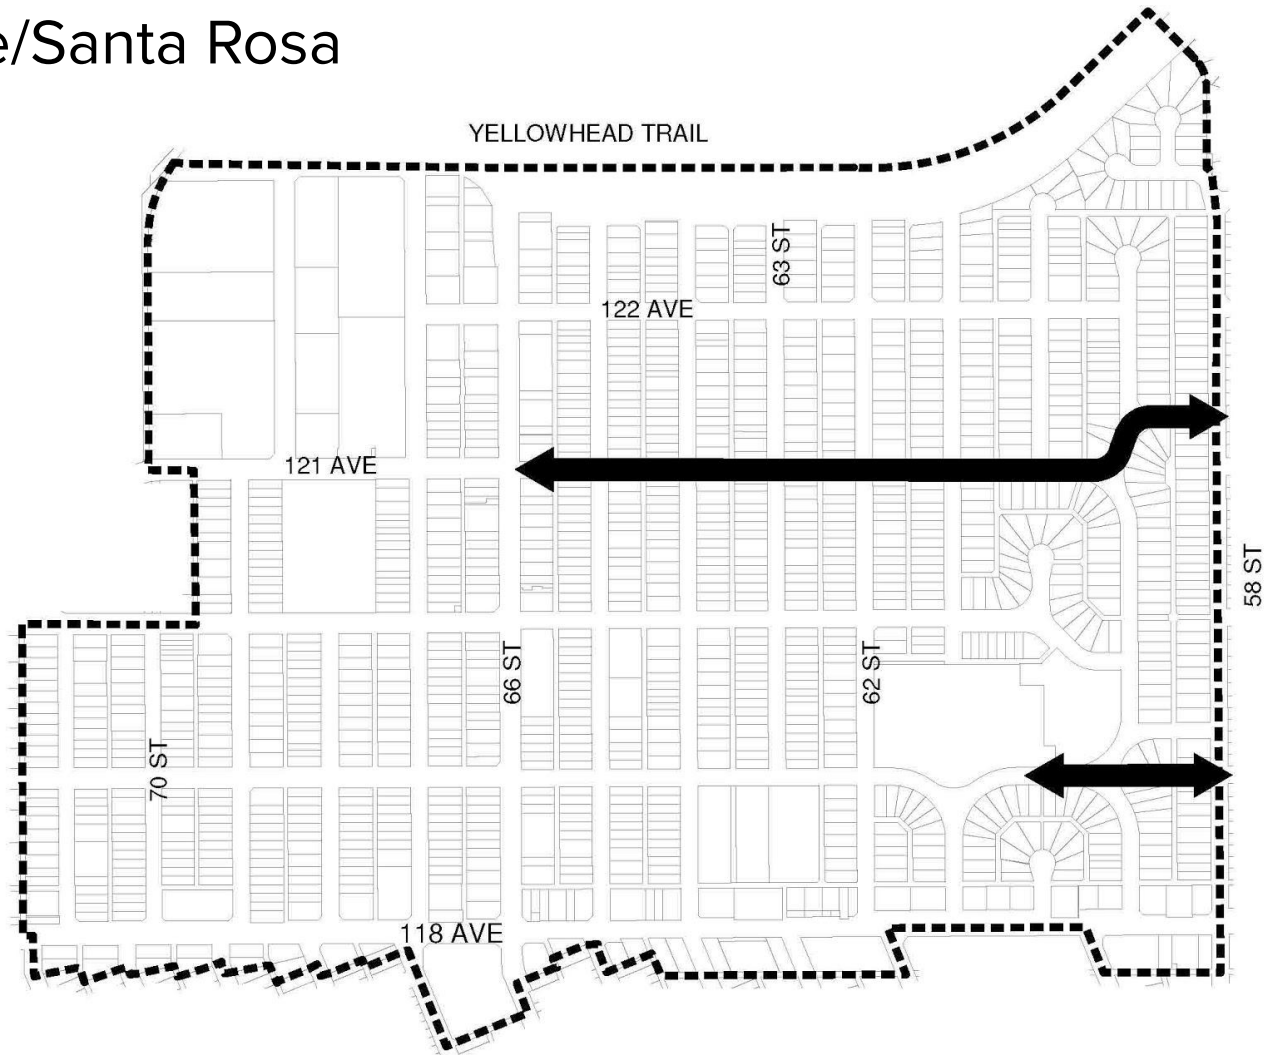 e/Santa Rosa
YELLOWHEAD TRAIL
63 ST
122 AVE
121 AVE
58 ST
66 ST
62 ST
70 ST
118 AVE